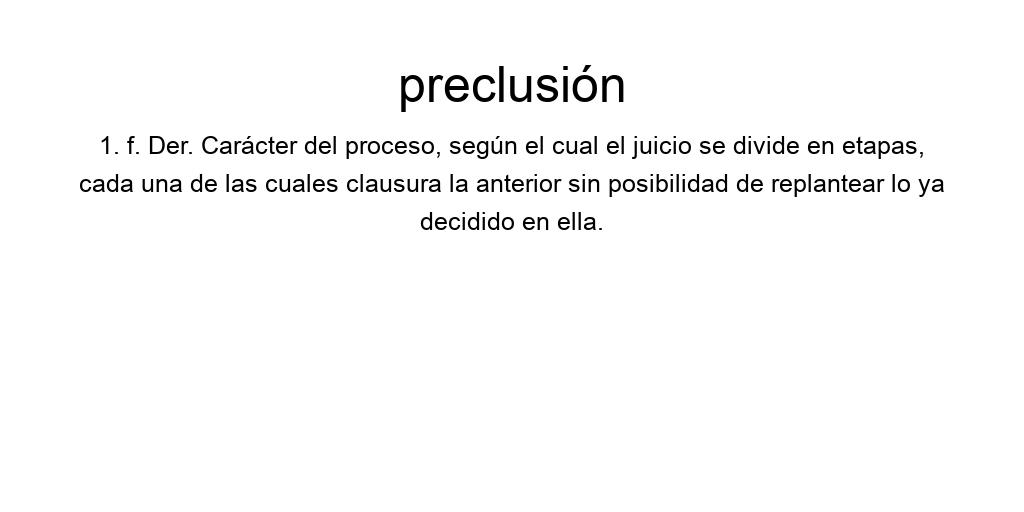 preclusión
1. f. Der. Carácter del proceso, según el cual el juicio se divide en etapas,
cada una de las cuales clausura la anterior sin posibilidad de replantear lo ya
decidido en ella.